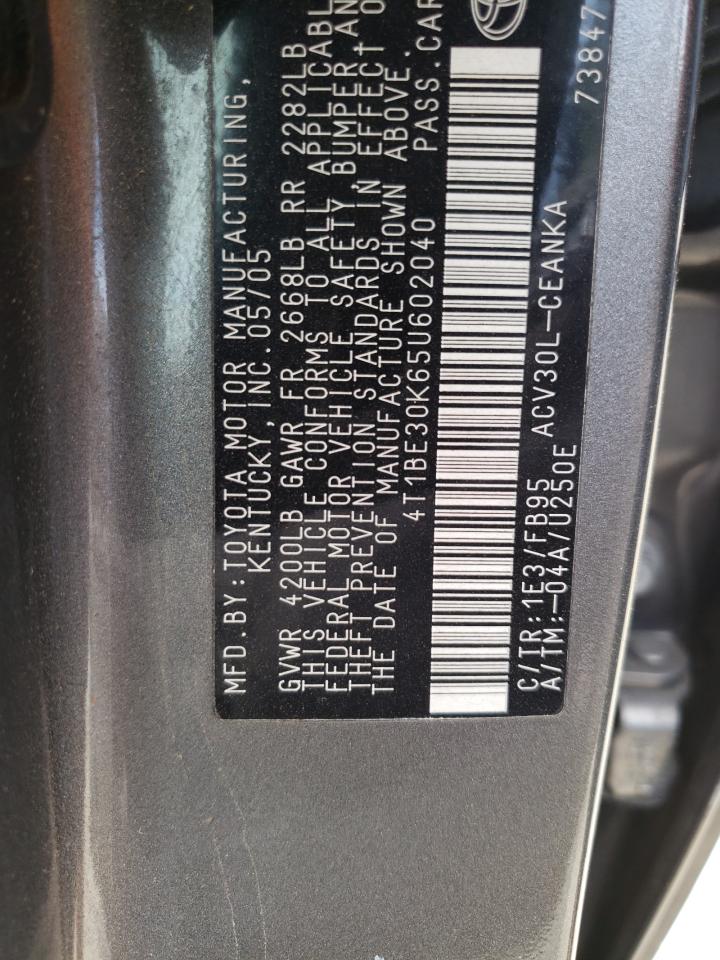 MFD.BY:TOYOTA MOTOR MANUFACTURING,
KENTUCKY,INC.05/05
GVWR 4200LB GAWR FR 2668LB RR 2282LB
THIS VEHICLE CONFORMS TO ALL APPLICABL
FEDERAL MOTOR VEHICLE SAFETY,BUMPER,AN
THEFT PREVENTION STANDARDS IN EFFECT O
THE DATE OF MANUFACTURE SHOWN ABOVE.
4T1BE30K65U602040 PASS.CAR
C/TR:1E3/FB95 ACV30L-CEANKA
A/TM:-04A/U250E 73847